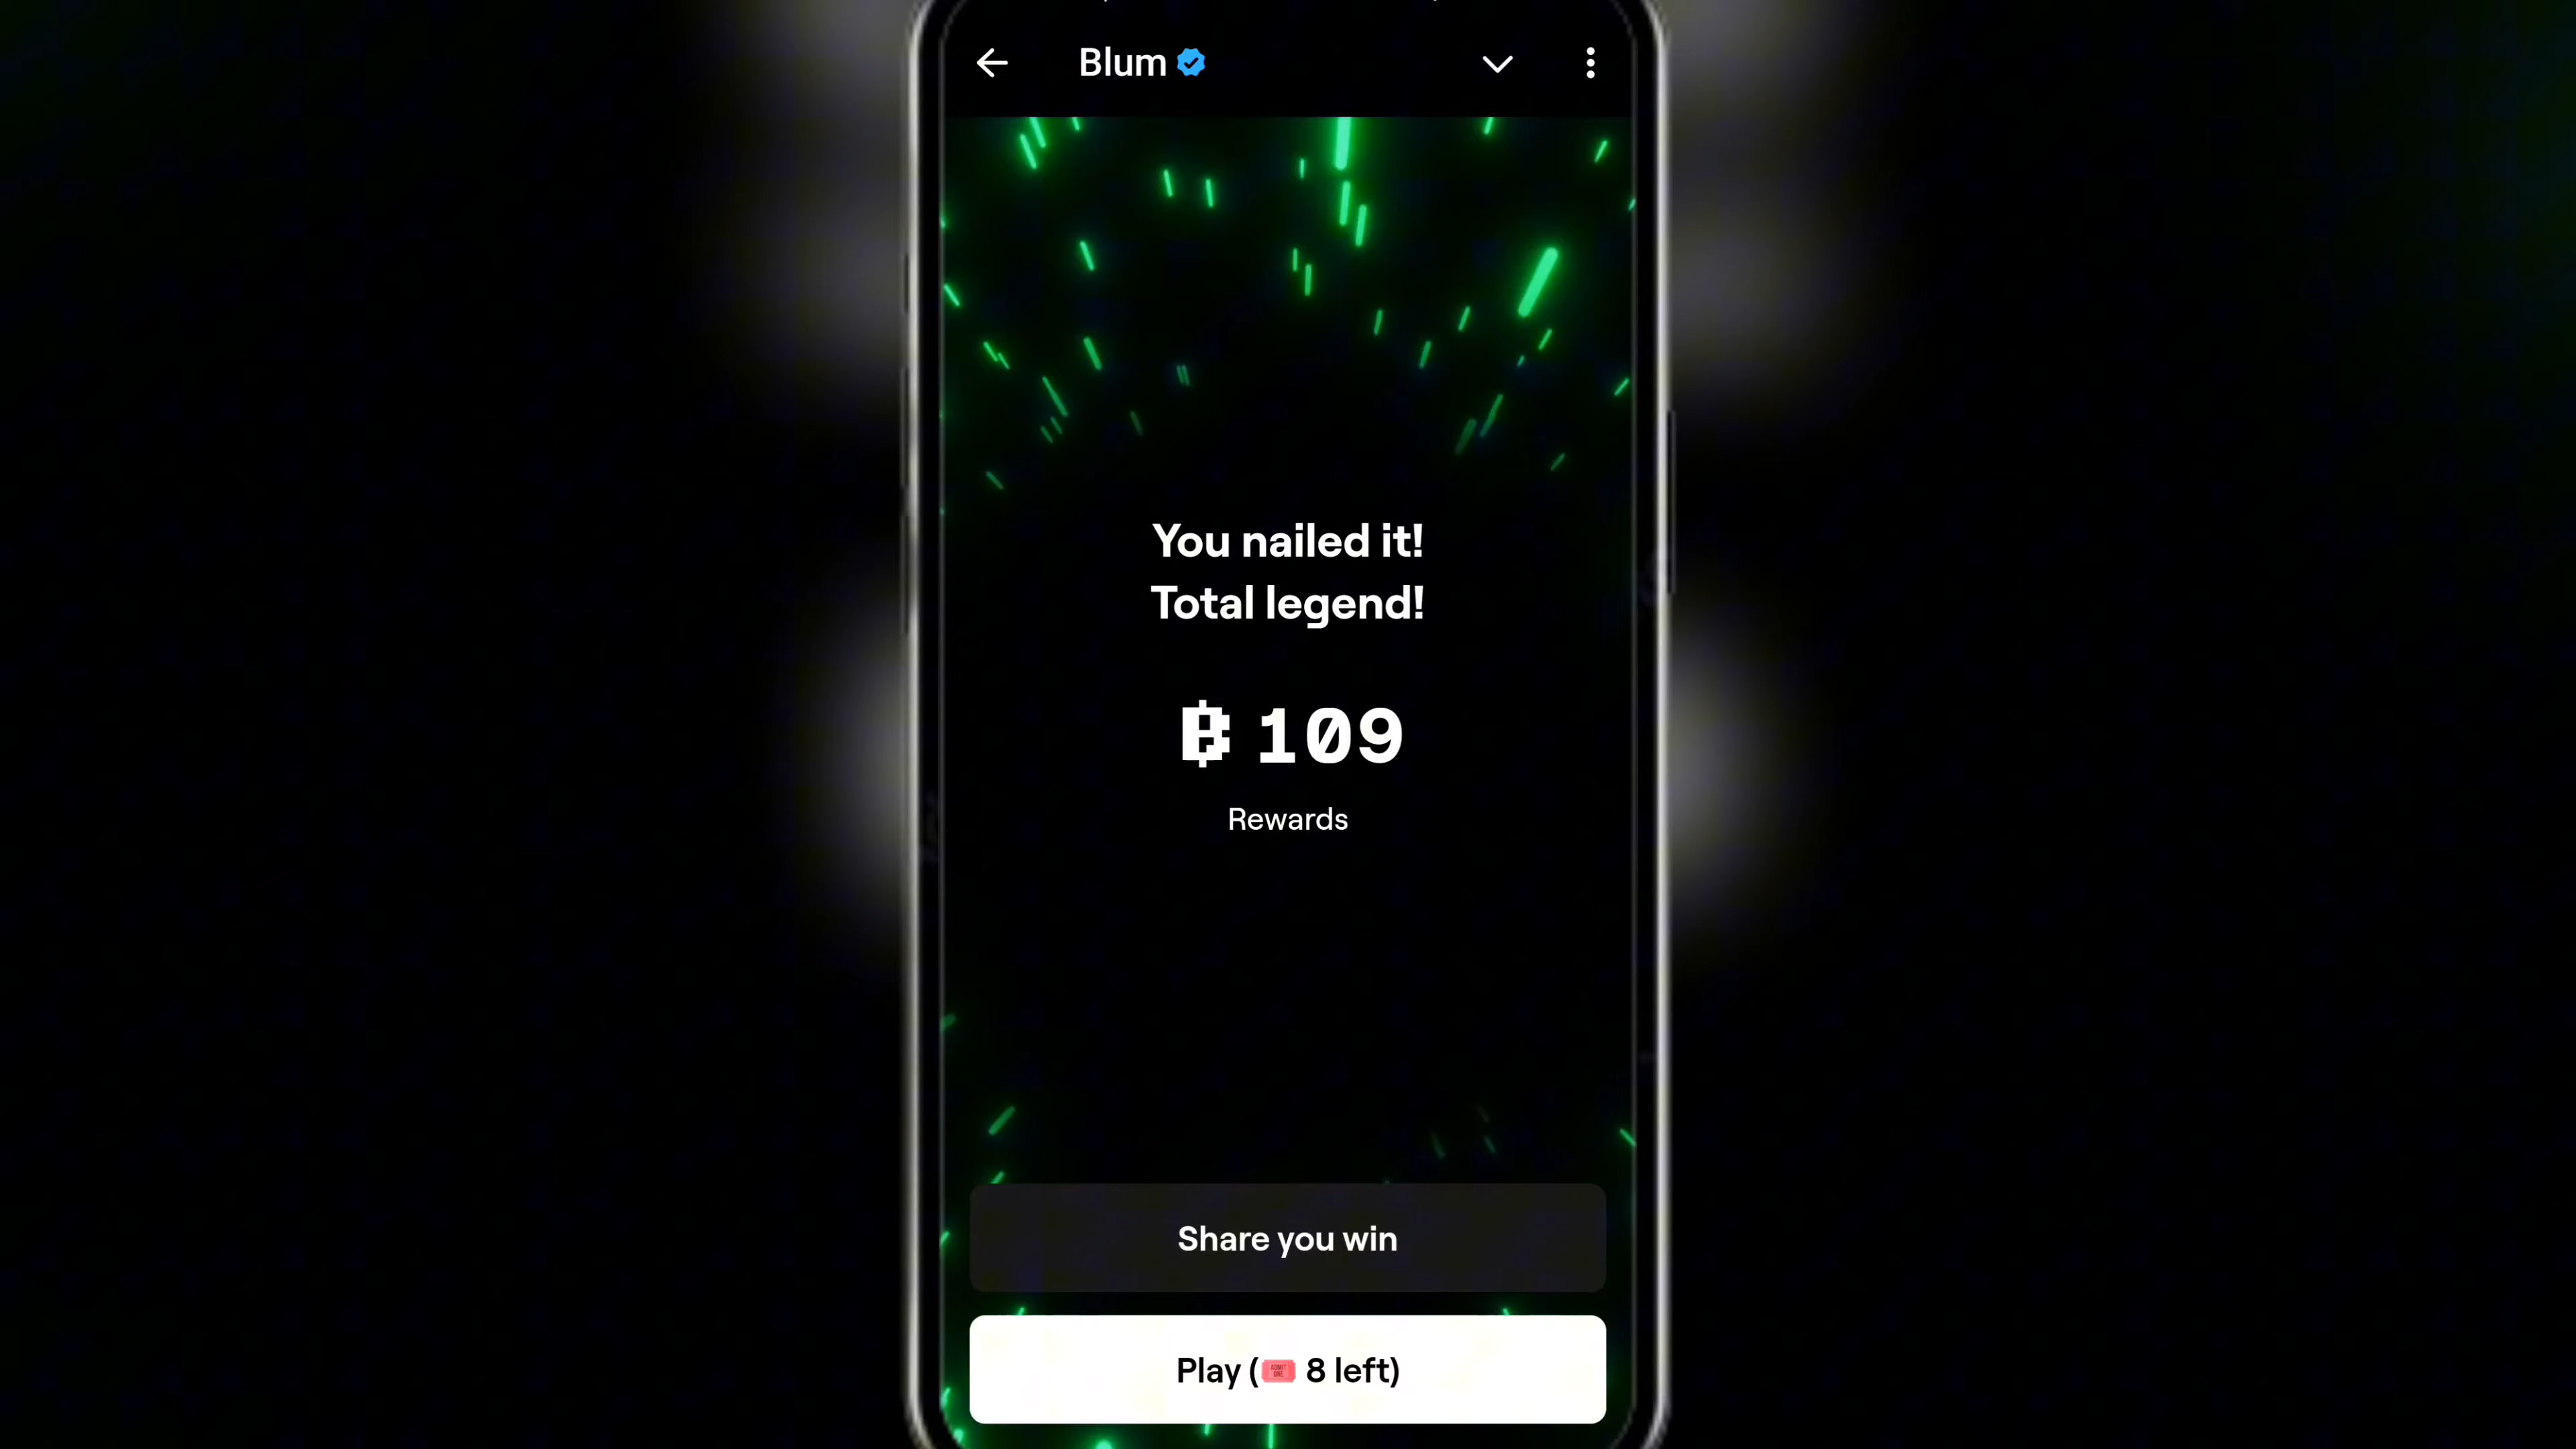 Blum
You nailed it!
Total legend!
109
Rewards
Share you win
Play (🎟 8 left)